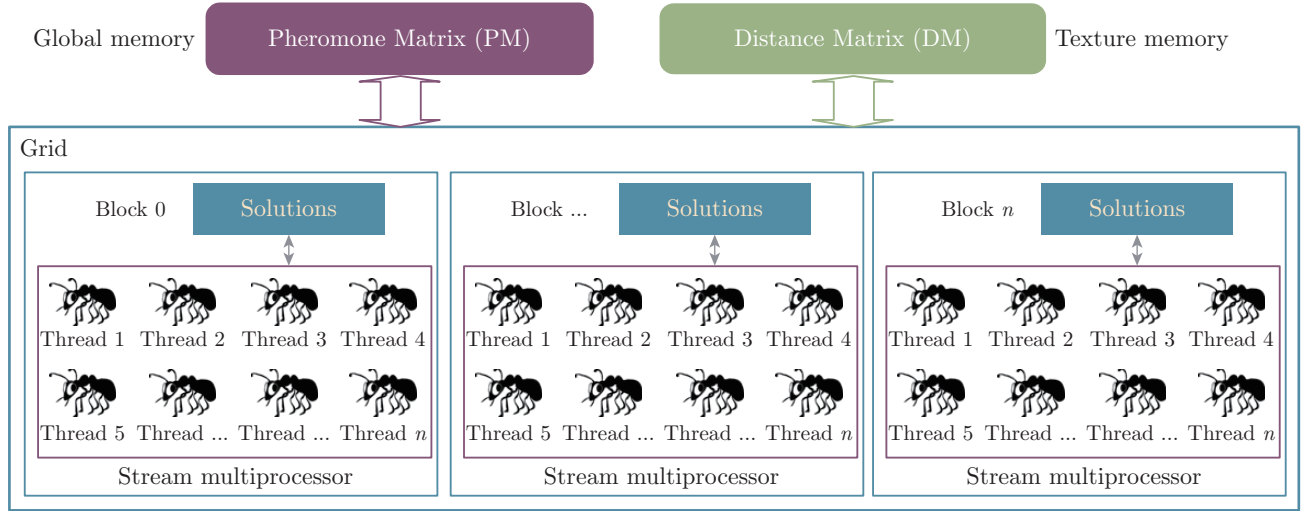 Global memory Pheromone Matrix (PM) Distance Matrix (DM) Texture memory
Grid
Block 0 Solutions
Thread 1 Thread 2 Thread 3 Thread 4
Thread 5 Thread ... Thread ... Thread n
Stream multiprocessor
Block ... Solutions
Thread 1 Thread 2 Thread 3 Thread 4
Thread 5 Thread ... Thread ... Thread n
Stream multiprocessor
Block n Solutions
Thread 1 Thread 2 Thread 3 Thread 4
Thread 5 Thread ... Thread ... Thread n
Stream multiprocessor